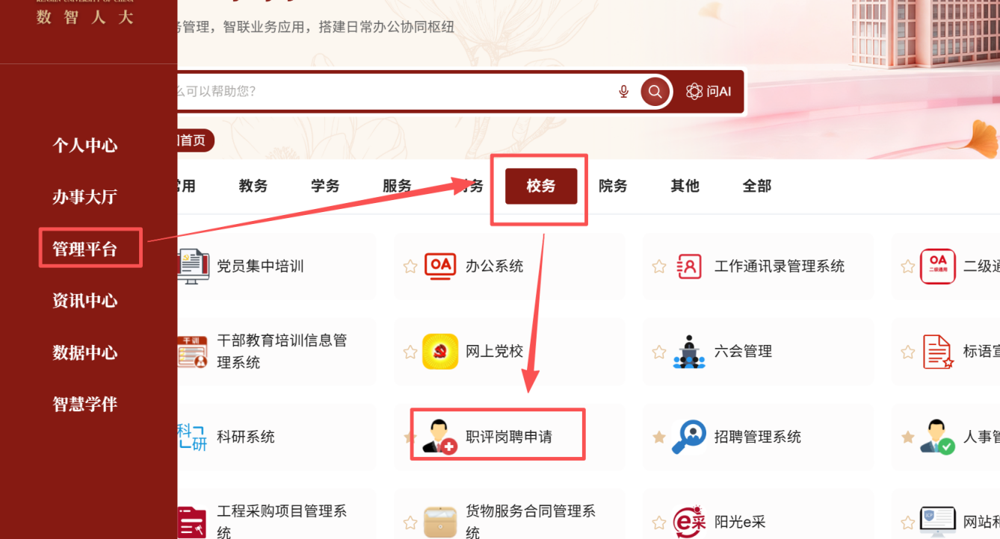 RENMIN UNIVERSITY OF CHINA
数智人大
务管理，智联业务应用，搭建日常办公协同枢纽
么可以帮助您？
问AI
回首页
个人中心
办事大厅
管理平台
资讯中心
数据中心
智慧学伴
常用 教务 学务 服务 财务 校务 院务 其他 全部
党员集中培训
OA
办公系统
工作通讯录管理系统
OA
二级通用
二级通
干训
干部教育培训信息管
理系统
网上党校
六会管理
标语宣
科研
科研系统
职评岗聘申请
招聘管理系统
人事管
工程采购项目管理系
统
货物服务合同管理系
统
e采
阳光e采
网站和